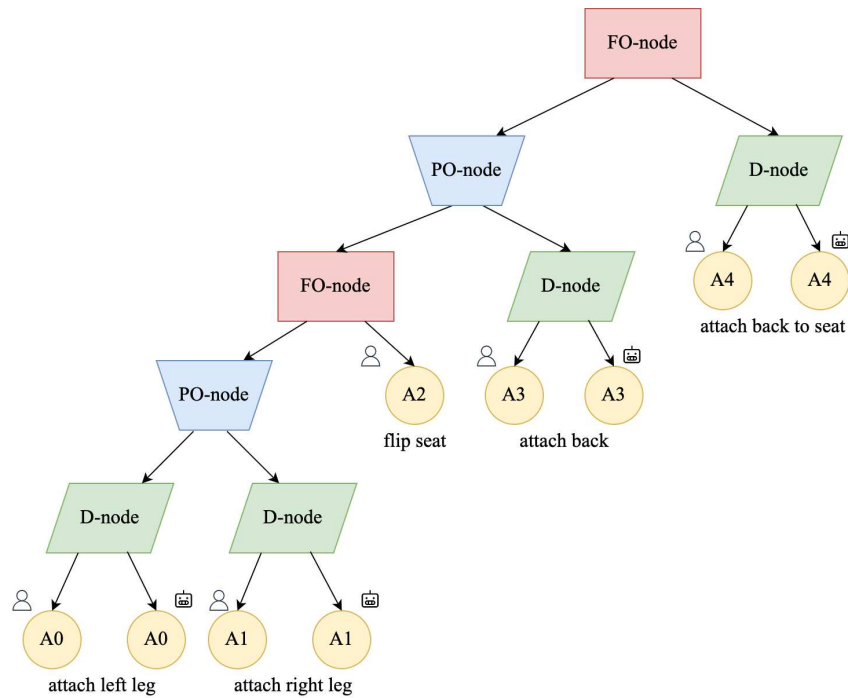 FO-node
PO-node
D-node
FO-node
D-node
A4
A4
attach back to seat
PO-node
A2
A3
A3
flip seat
attach back
D-node
D-node
A0
A0
A1
A1
attach left leg
attach right leg